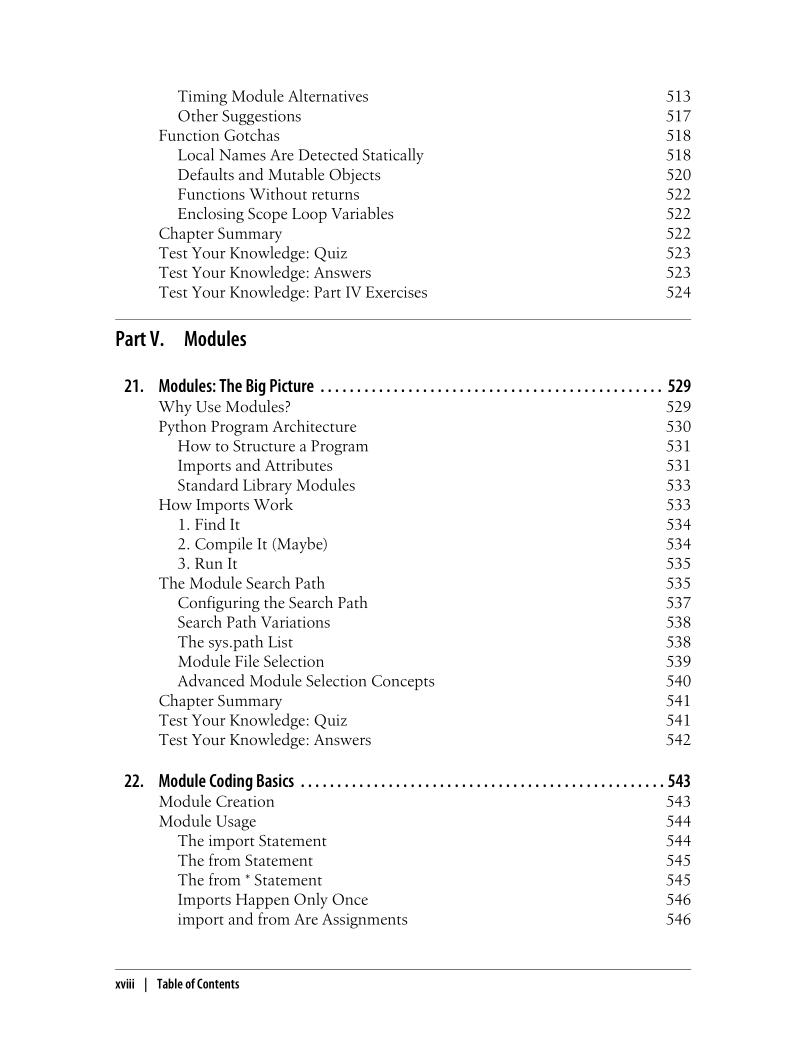 Timing Module Alternatives 513
Other Suggestions 517
Function Gotchas 518
Local Names Are Detected Statically 518
Defaults and Mutable Objects 520
Functions Without returns 522
Enclosing Scope Loop Variables 522
Chapter Summary 522
Test Your Knowledge: Quiz 523
Test Your Knowledge: Answers 523
Test Your Knowledge: Part IV Exercises 524
Part V. Modules
21. Modules: The Big Picture . . . . . . . . . . . . . . . . . . . . . . . . . . . . . . . . . . . . . . . . . . . . . . . 529
Why Use Modules? 529
Python Program Architecture 530
How to Structure a Program 531
Imports and Attributes 531
Standard Library Modules 533
How Imports Work 533
1. Find It 534
2. Compile It (Maybe) 534
3. Run It 535
The Module Search Path 535
Configuring the Search Path 537
Search Path Variations 538
The sys.path List 538
Module File Selection 539
Advanced Module Selection Concepts 540
Chapter Summary 541
Test Your Knowledge: Quiz 541
Test Your Knowledge: Answers 542
22. Module Coding Basics . . . . . . . . . . . . . . . . . . . . . . . . . . . . . . . . . . . . . . . . . . . . . . . . . . 543
Module Creation 543
Module Usage 544
The import Statement 544
The from Statement 545
The from * Statement 545
Imports Happen Only Once 546
import and from Are Assignments 546
xviii | Table of Contents